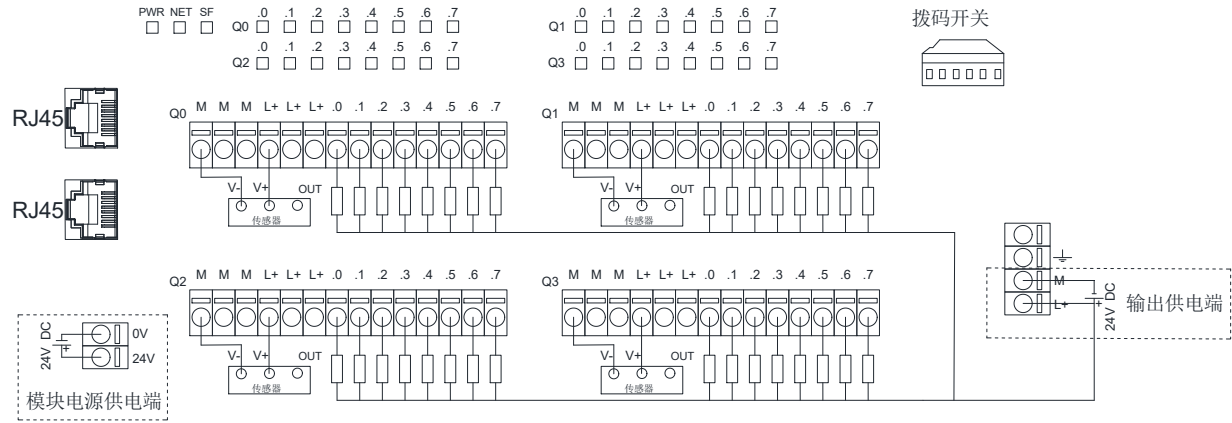 PWR NET SF
Q0 .0 .1 .2 .3 .4 .5 .6 .7
Q1 .0 .1 .2 .3 .4 .5 .6 .7
拨码开关
Q2 .0 .1 .2 .3 .4 .5 .6 .7
Q3 .0 .1 .2 .3 .4 .5 .6 .7
RJ45
Q0 M M M L+ L+ L+ .0 .1 .2 .3 .4 .5 .6 .7
V- V+ OUT
传感器
Q1 M M M L+ L+ L+ .0 .1 .2 .3 .4 .5 .6 .7
V- V+ OUT
传感器
RJ45
Q2 M M M L+ L+ L+ .0 .1 .2 .3 .4 .5 .6 .7
V- V+ OUT
传感器
Q3 M M M L+ L+ L+ .0 .1 .2 .3 .4 .5 .6 .7
V- V+ OUT
传感器
M
L+
+
24V DC
输出供电端
24V DC
+
0V
24V
模块电源供电端